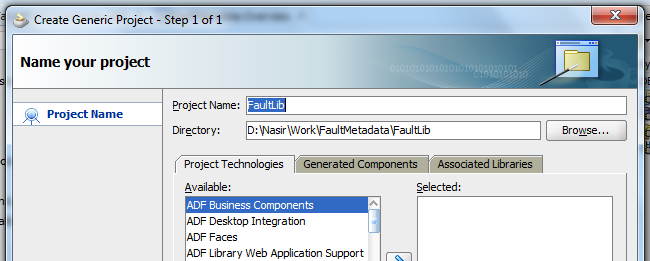 Create Generic Project - Step 1 of 1
Name your project
01010101010101010101010101
Project Name
Project Name: FaultLib
Directory: D:\Nasir\Work\FaultMetadata\FaultLib Browse...
Project Technologies Generated Components Associated Libraries
Available: Selected:
ADF Business Components
ADF Desktop Integration
ADF Faces
ADF Library Web Application Support